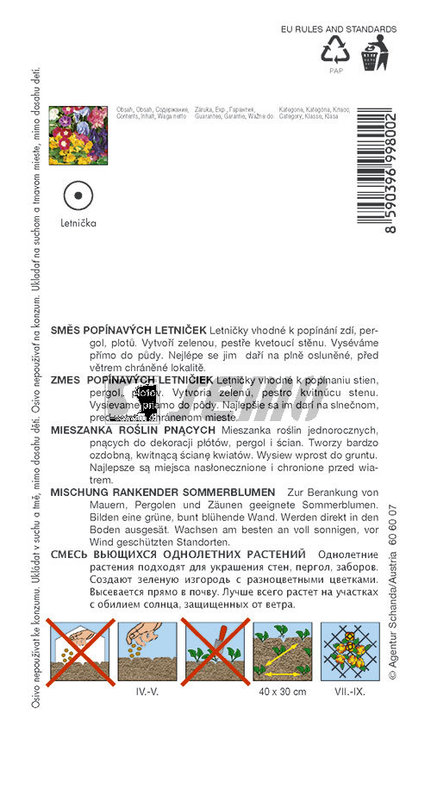 EU RULES AND STANDARDS
PAP
Obsah, Obsah, Содержание,
Contents, Inhalt, Waga netto
Záruka, Exp., Гарантия,
Guarantee, Garantie, Ważne do
Kategorie, Kategória, Класс,
Category, Klasse, Klasa
8 590396 998002
Letnička
Osivo nepoužívat ke konzumu. Ukládat v suchu a tmě, mimo dosahu dětí. Osivo nepoužívať na konzum. Ukladať na suchom a tmavom mieste, mimo dosahu detí.
SMĚS POPÍNAVÝCH LETNIČEK Letničky vhodné k popínání zdí, per-
gol, plotů. Vytvoří zelenou, pestře kvetoucí stěnu. Vyséváme
přímo do půdy. Nejlépe se jim daří na plně osluněné, před
větrem chráněné lokalitě.
ZMES POPÍNAVÝCH LETNIČIEK Letničky vhodné k popínaniu stien,
pergol, plotov. Vytvoria zelenú, pestro kvitnúcu stenu.
Vysievame priamo do pôdy. Najlepšie sa im darí na slnečnom,
pred vetrom chránenom mieste.
MIESZANKA ROŚLIN PNĄCYCH Mieszanka roślin jednorocznych,
pnących do dekoracji płótów, pergol i ścian. Tworzy bardzo
ozdobną, kwitnącą ścianę kwiatów. Wysiew wprost do gruntu.
Najlepsze są miejsca nasłonecznione i chronione przed wia-
trem.
MISCHUNG RANKENDER SOMMERBLUMEN Zur Berankung von
Mauern, Pergolen und Zäunen geeignete Sommerblumen.
Bilden eine grüne, bunt blühende Wand. Werden direkt in den
Boden ausgesät. Wachsen am besten an voll sonnigen, vor
Wind geschützten Standorten.
СМЕСЬ ВЬЮЩИХСЯ ОДНОЛЕТНИХ РАСТЕНИЙ Однолетние
растения подходят для украшения стен, пергол, заборов.
Создают зеленую изгородь с разноцветными цветками.
Высевается прямо в почву. Лучше всего растет на участках
с обилием солнца, защищенных от ветра.
IV.-V.
40 x 30 cm
VII.-IX.
© Agentur Schanda/Austria 60 60 07